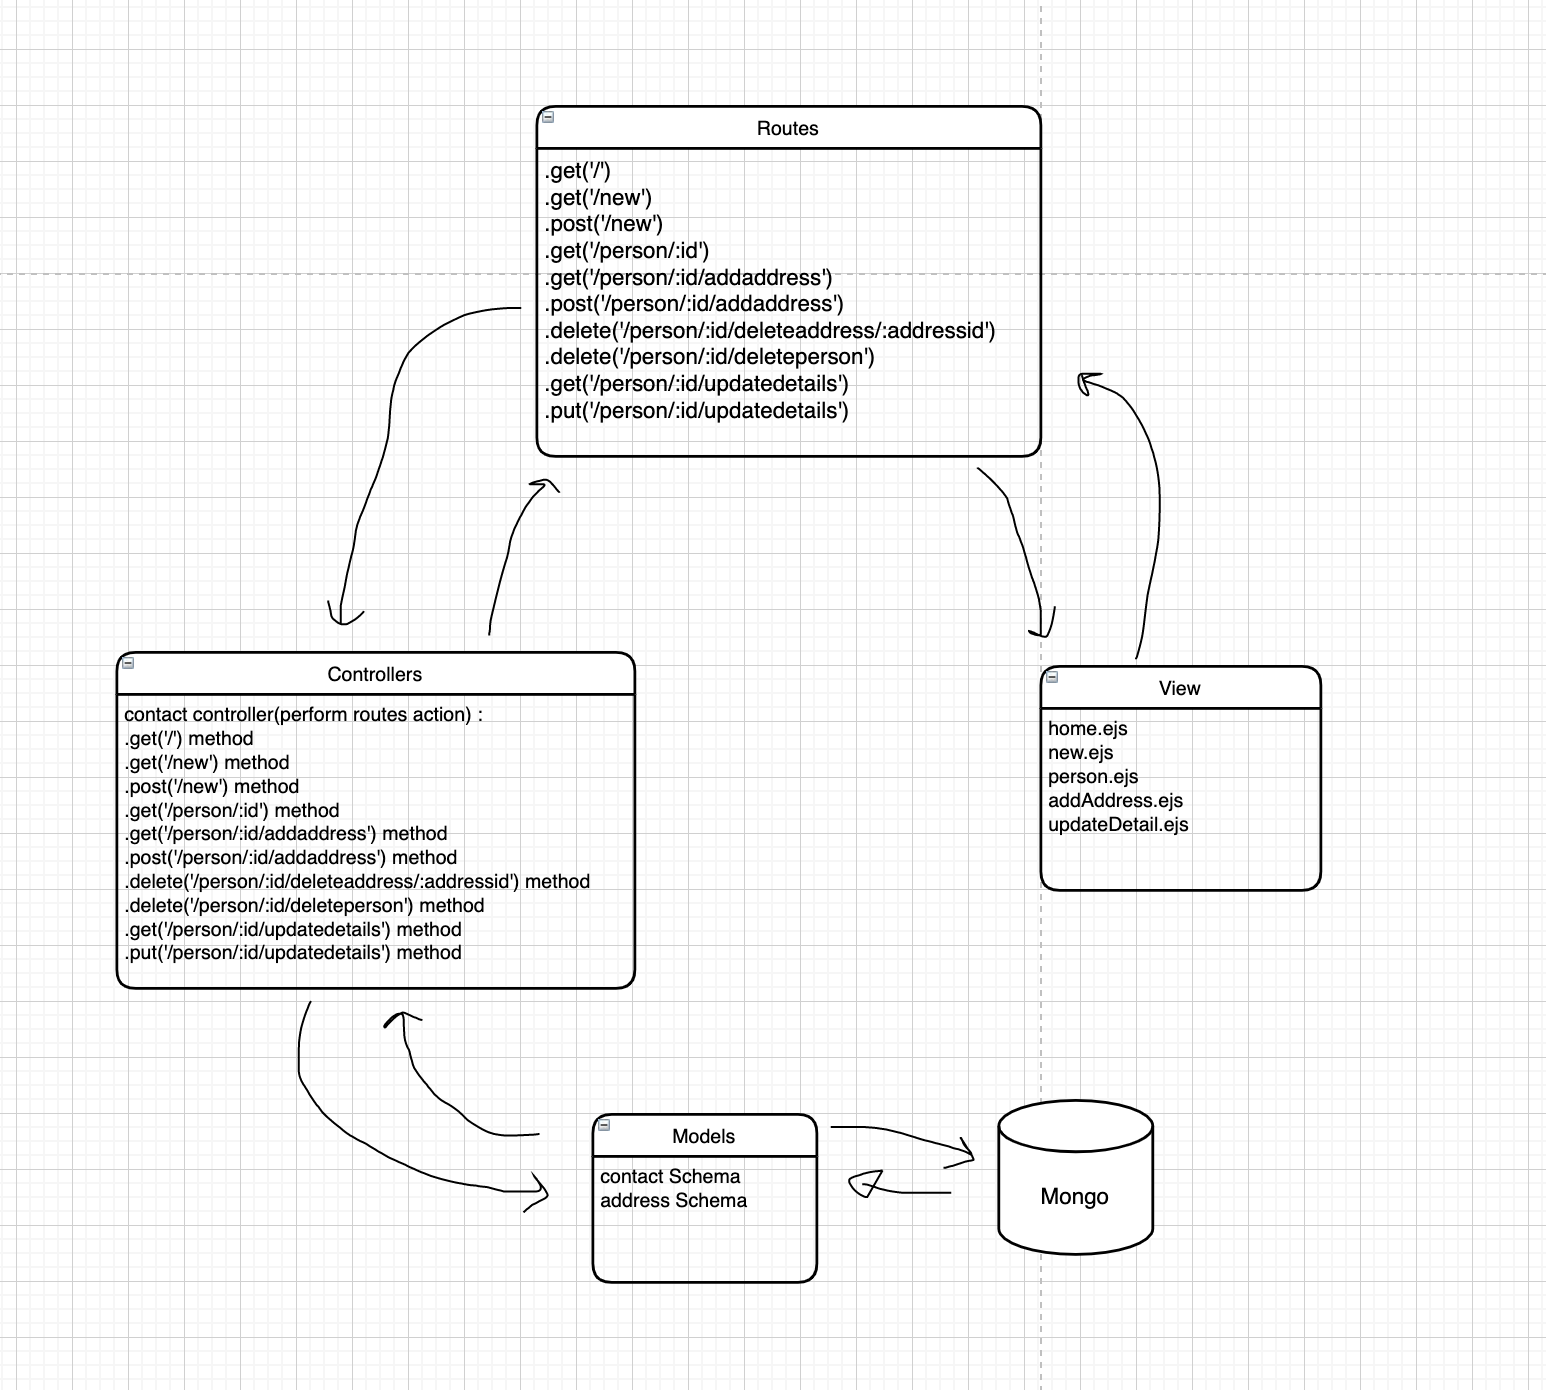 Routes
.get('/')
.get('/new')
.post('/new')
.get('/person/:id')
.get('/person/:id/addaddress')
.post('/person/:id/addaddress')
.delete('/person/:id/deleteaddress/:addressid')
.delete('/person/:id/deleteperson')
.get('/person/:id/updatedetails')
.put('/person/:id/updatedetails')
Controllers
contact controller(perform routes action) :
.get('/') method
.get('/new') method
.post('/new') method
.get('/person/:id') method
.get('/person/:id/addaddress') method
.post('/person/:id/addaddress') method
.delete('/person/:id/deleteaddress/:addressid') method
.delete('/person/:id/deleteperson') method
.get('/person/:id/updatedetails') method
.put('/person/:id/updatedetails') method
View
home.ejs
new.ejs
person.ejs
addAddress.ejs
updateDetail.ejs
Models
contact Schema
address Schema
Mongo